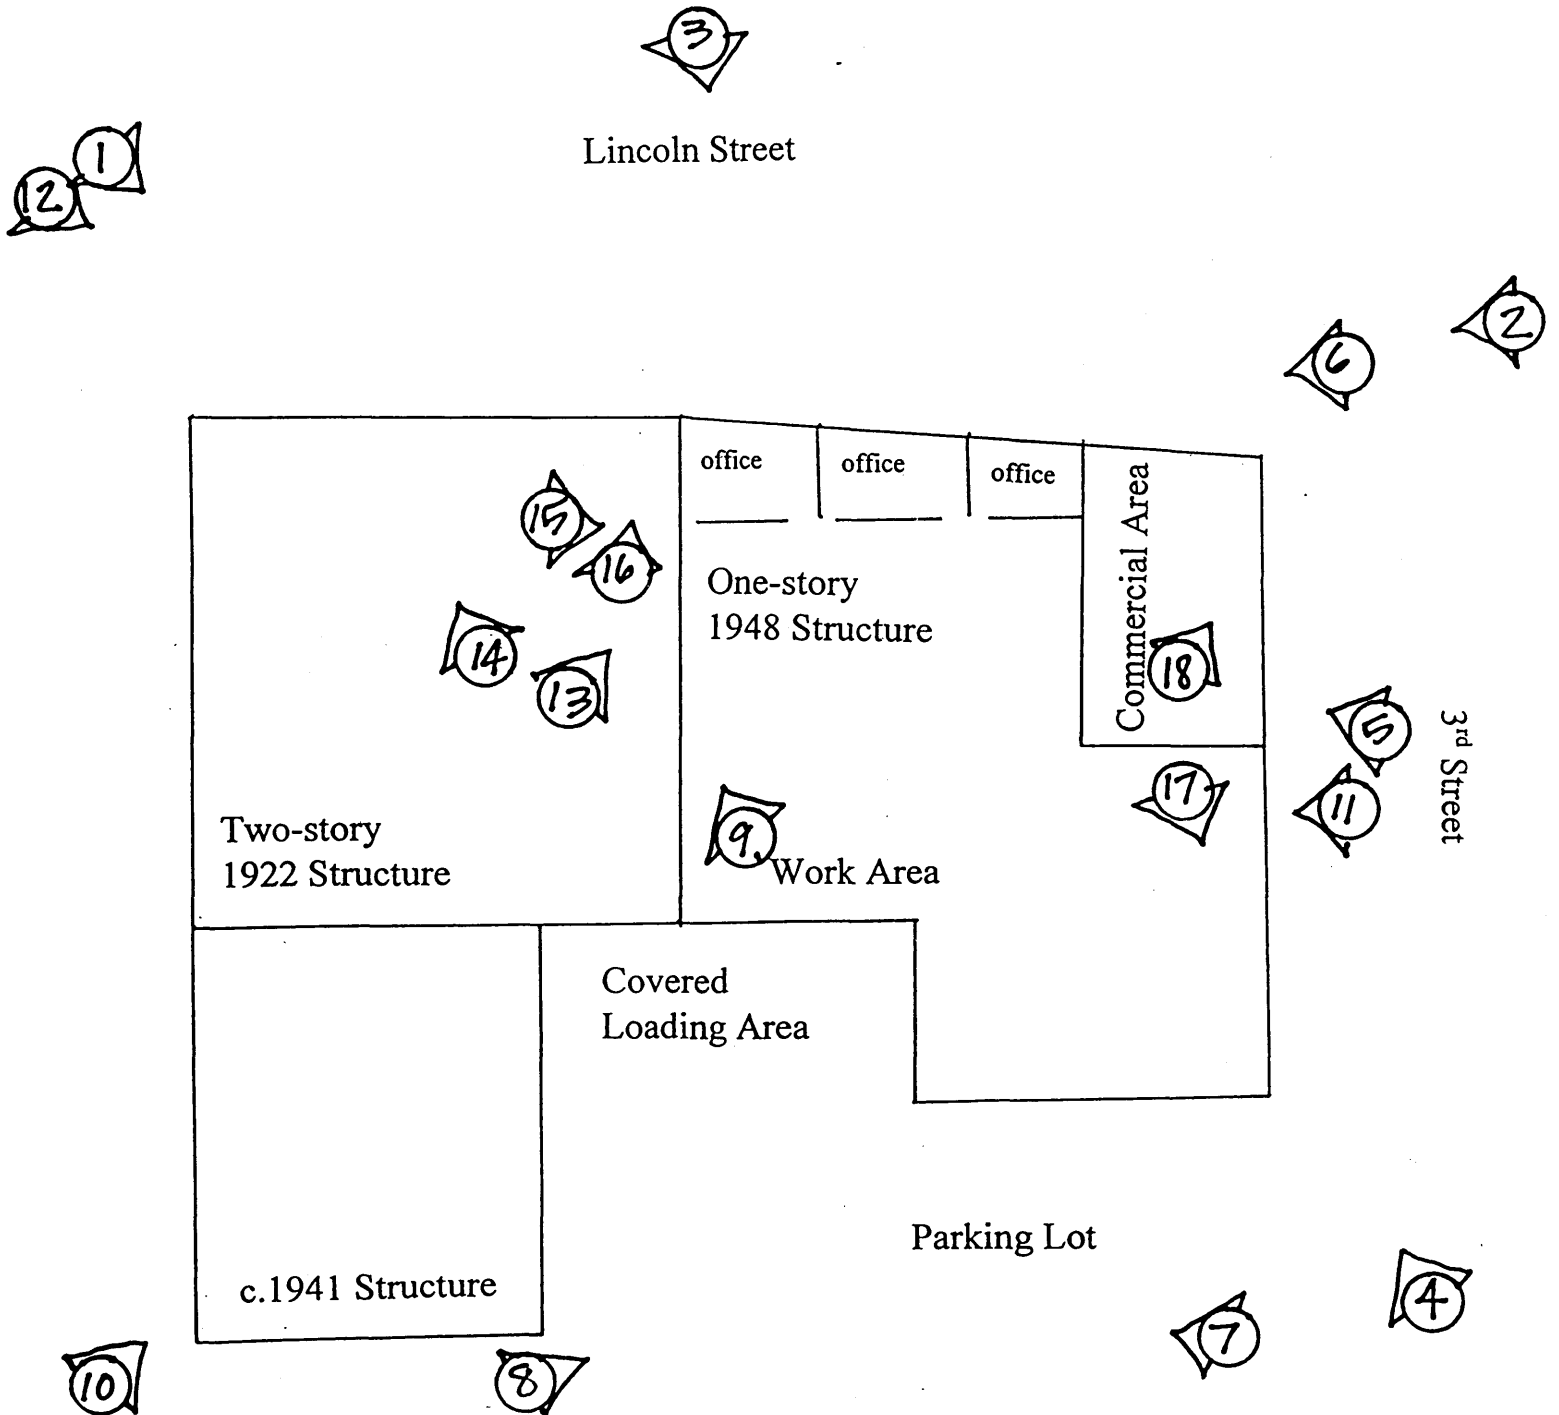 3
Lincoln Street
1
12
2
6
office
office
office
Commercial Area
15
16
One-story
1948 Structure
14
13
18
5
3rd Street
17
11
9
Two-story
1922 Structure
Work Area
Covered
Loading Area
Parking Lot
c.1941 Structure
4
7
10
8